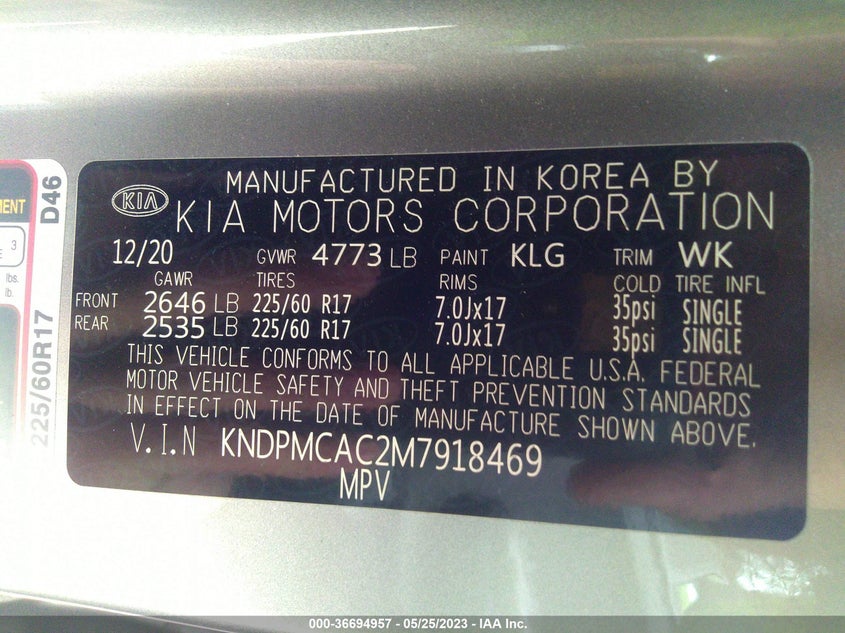 MANUFACTURED IN KOREA BY
KIA KIA MOTORS CORPORATION
12/20 GVWR 4773 LB PAINT KLG TRIM WK
GAWR TIRES RIMS COLD TIRE INFL
FRONT 2646 LB 225/60 R17 7.0Jx17 35psi SINGLE
REAR 2535 LB 225/60 R17 7.0Jx17 35psi SINGLE
THIS VEHICLE CONFORMS TO ALL APPLICABLE U.S.A. FEDERAL
MOTOR VEHICLE SAFETY AND THEFT PREVENTION STANDARDS
IN EFFECT ON THE DATE OF MANUFACTURE SHOWN ABOVE.
V.I.N KNDPMCAC2M7918469
MPV
D46
225/60R17
3
lbs.
lb.
000-36694957 - 05/25/2023 - IAA Inc.